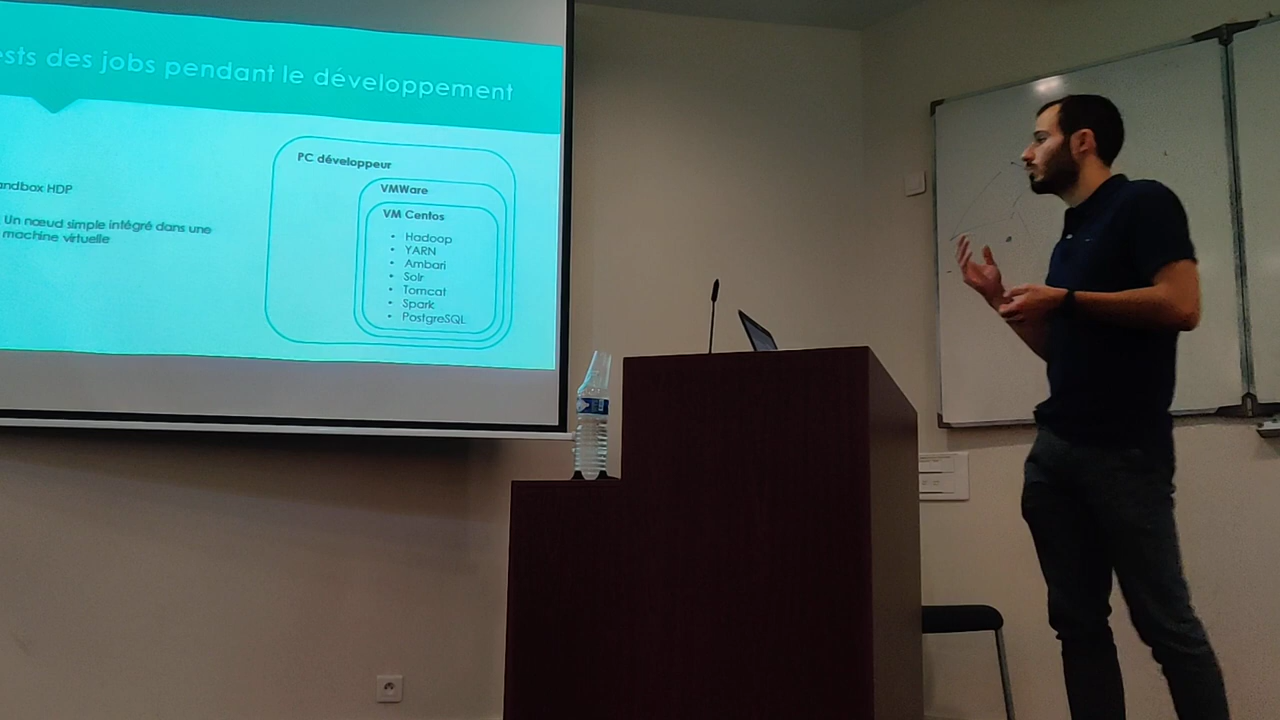 ests des jobs pendant le développement
andbox HDP
Un nœud simple intégré dans une
machine virtuelle
PC développeur
VMWare
VM Centos
• Hadoop
• YARN
• Ambari
• Solr
• Tomcat
• Spark
• PostgreSQL